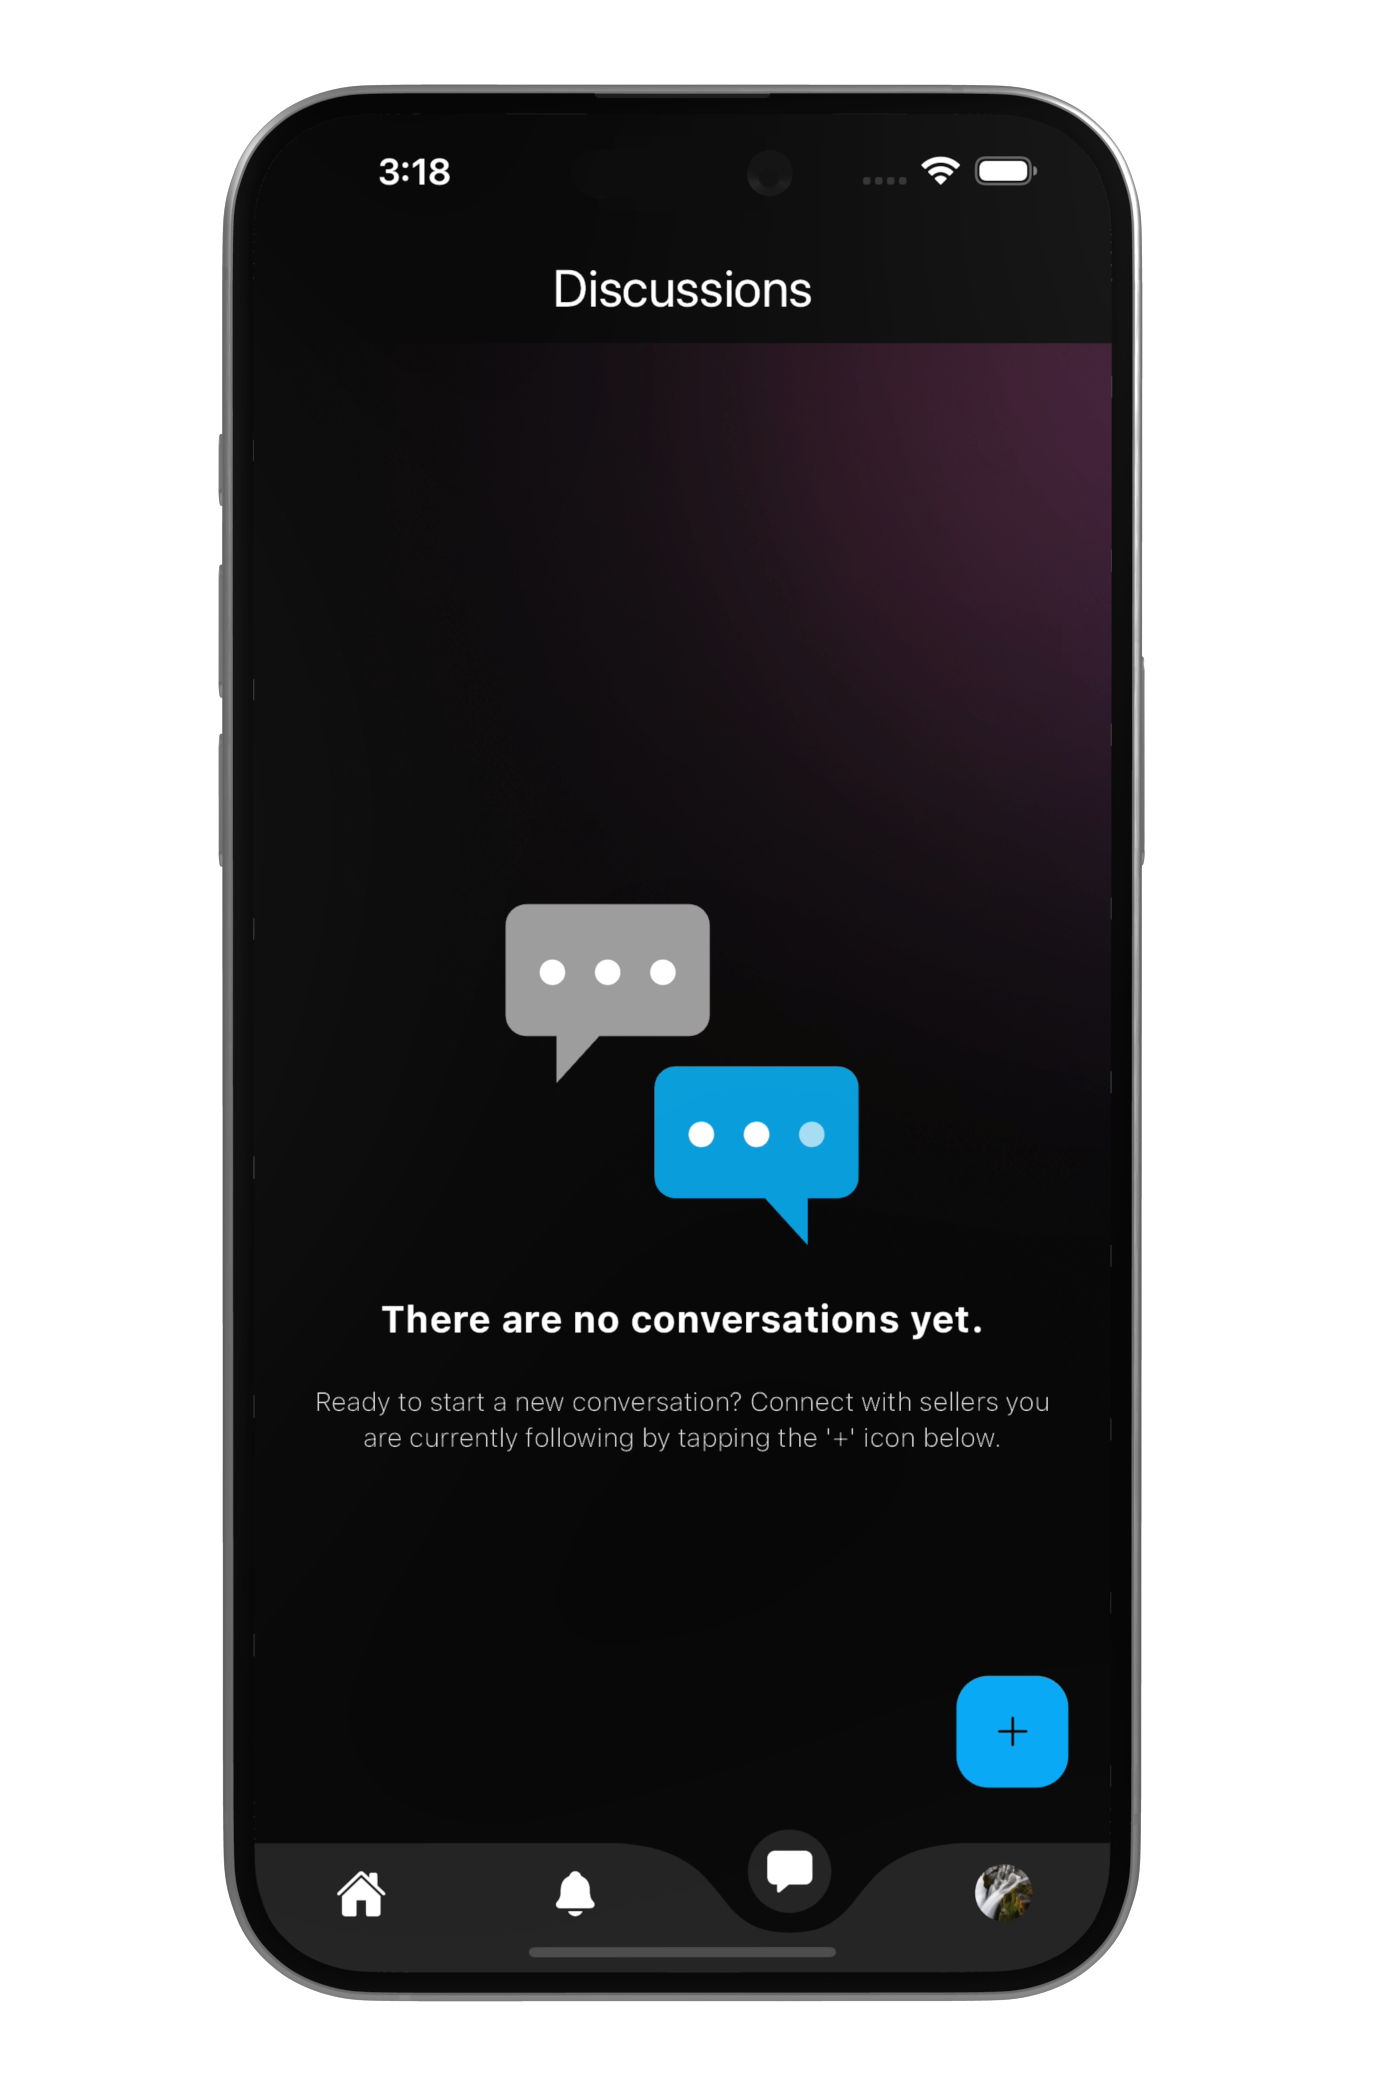 3:18
Discussions
There are no conversations yet.
Ready to start a new conversation? Connect with sellers you
are currently following by tapping the '+' icon below.